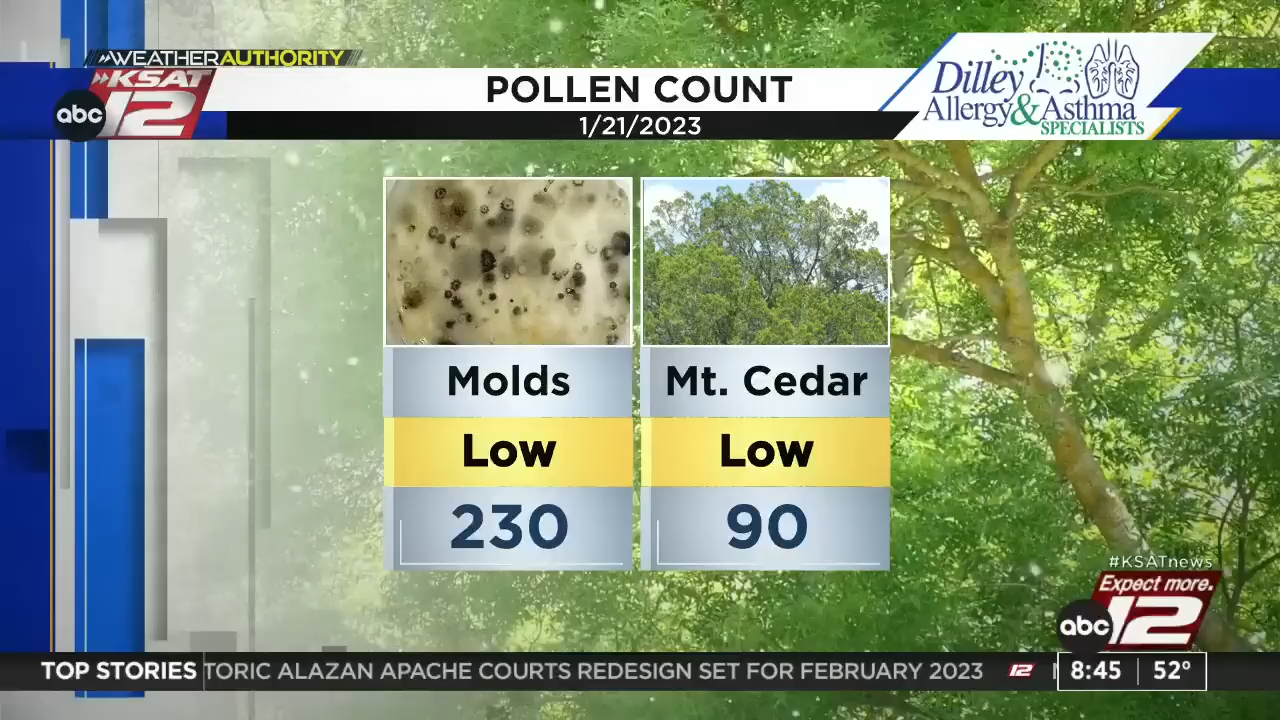 WEATHER AUTHORITY
KSAT
abc 12
POLLEN COUNT
1/21/2023
Dilley
Allergy & Asthma
SPECIALISTS
Molds
Mt. Cedar
Low
Low
230
90
#KSATnews
Expect more.
abc 12
TOP STORIES
TORIC ALAZAN APACHE COURTS REDESIGN SET FOR FEBRUARY 2023 12
8:45 52°